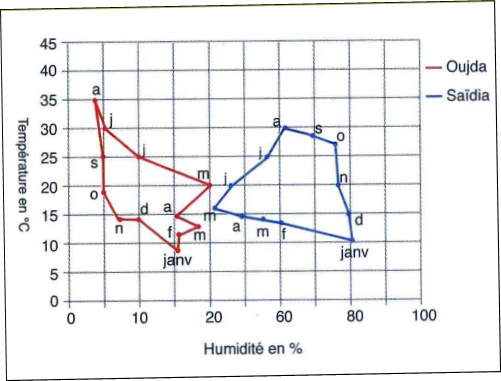 45
40
35
30
25
20
15
10
5
0
Température en °C
0 10 20 60 80 100
Humidité en %
Oujda
Saïdia
a
j
j
m
s
o
n
d
a
f
m
janv
a
s
o
j
j
n
m
a
m
f
d
janv